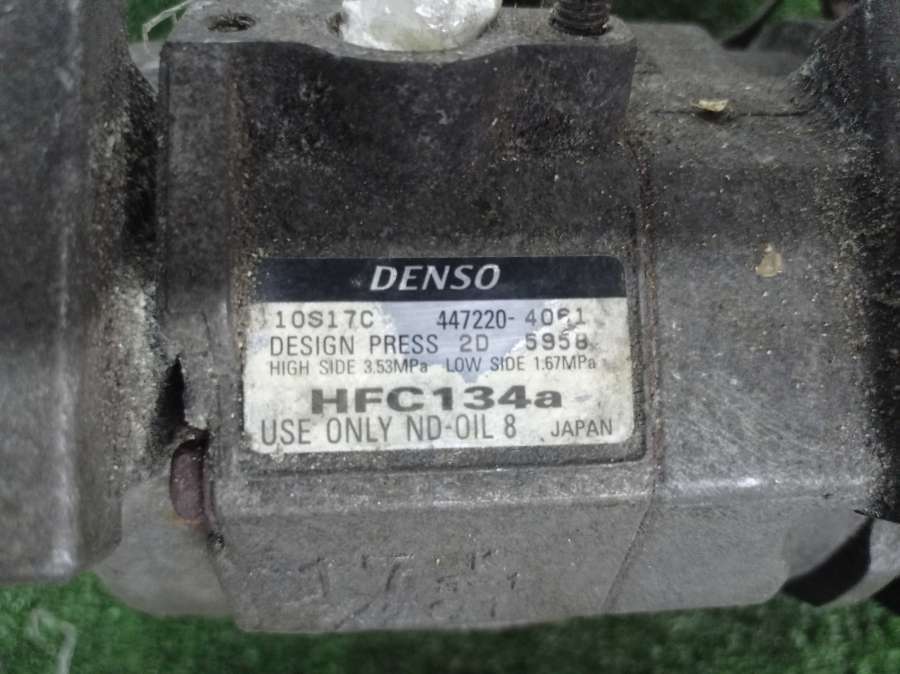 DENSO
10S17C 447220-4061
DESIGN PRESS 2D 5958
HIGH SIDE 3.53MPa LOW SIDE 1.67MPa
HFC134a
USE ONLY ND-OIL 8 JAPAN